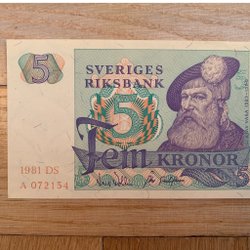 5
SVERIGES
RIKSBANK
5
Fem KRONOR
1981 DS
A 072154